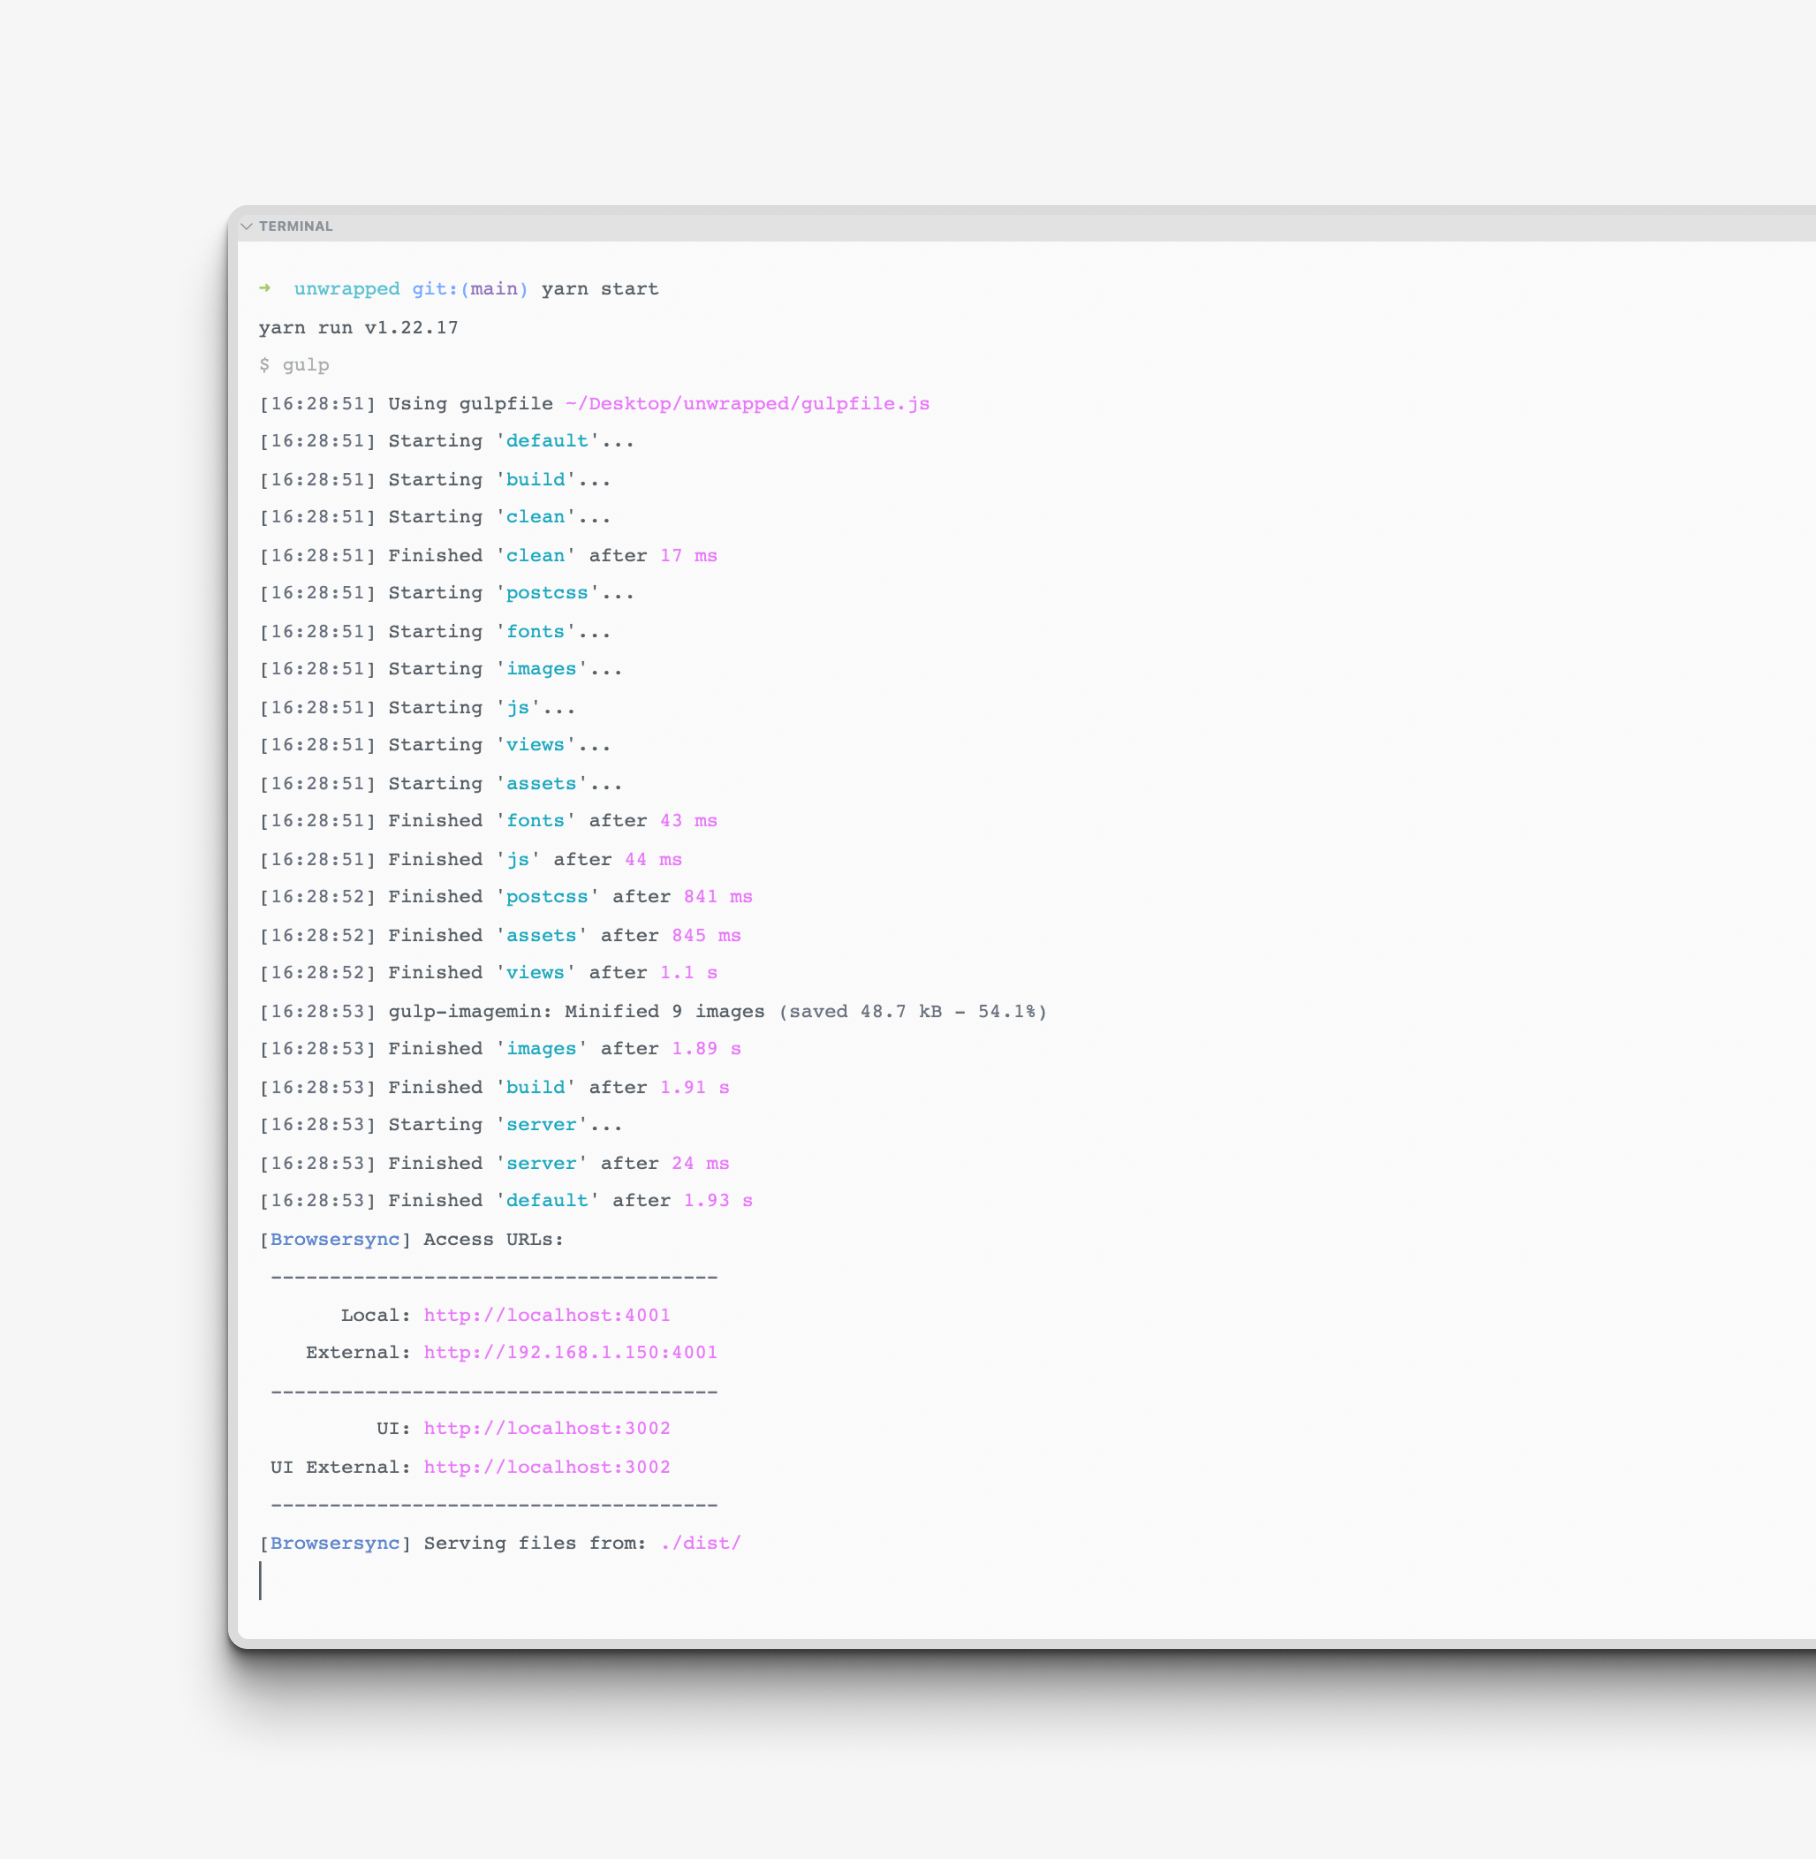 TERMINAL
➜  unwrapped git:(main) yarn start
yarn run v1.22.17
$ gulp
[16:28:51] Using gulpfile ~/Desktop/unwrapped/gulpfile.js
[16:28:51] Starting 'default'...
[16:28:51] Starting 'build'...
[16:28:51] Starting 'clean'...
[16:28:51] Finished 'clean' after 17 ms
[16:28:51] Starting 'postcss'...
[16:28:51] Starting 'fonts'...
[16:28:51] Starting 'images'...
[16:28:51] Starting 'js'...
[16:28:51] Starting 'views'...
[16:28:51] Starting 'assets'...
[16:28:51] Finished 'fonts' after 43 ms
[16:28:51] Finished 'js' after 44 ms
[16:28:52] Finished 'postcss' after 841 ms
[16:28:52] Finished 'assets' after 845 ms
[16:28:52] Finished 'views' after 1.1 s
[16:28:53] gulp-imagemin: Minified 9 images (saved 48.7 kB - 54.1%)
[16:28:53] Finished 'images' after 1.89 s
[16:28:53] Finished 'build' after 1.91 s
[16:28:53] Starting 'server'...
[16:28:53] Finished 'server' after 24 ms
[16:28:53] Finished 'default' after 1.93 s
[Browsersync] Access URLs:
--------------------------------------
Local: http://localhost:4001
External: http://192.168.1.150:4001
--------------------------------------
UI: http://localhost:3002
UI External: http://localhost:3002
--------------------------------------
[Browsersync] Serving files from: ./dist/